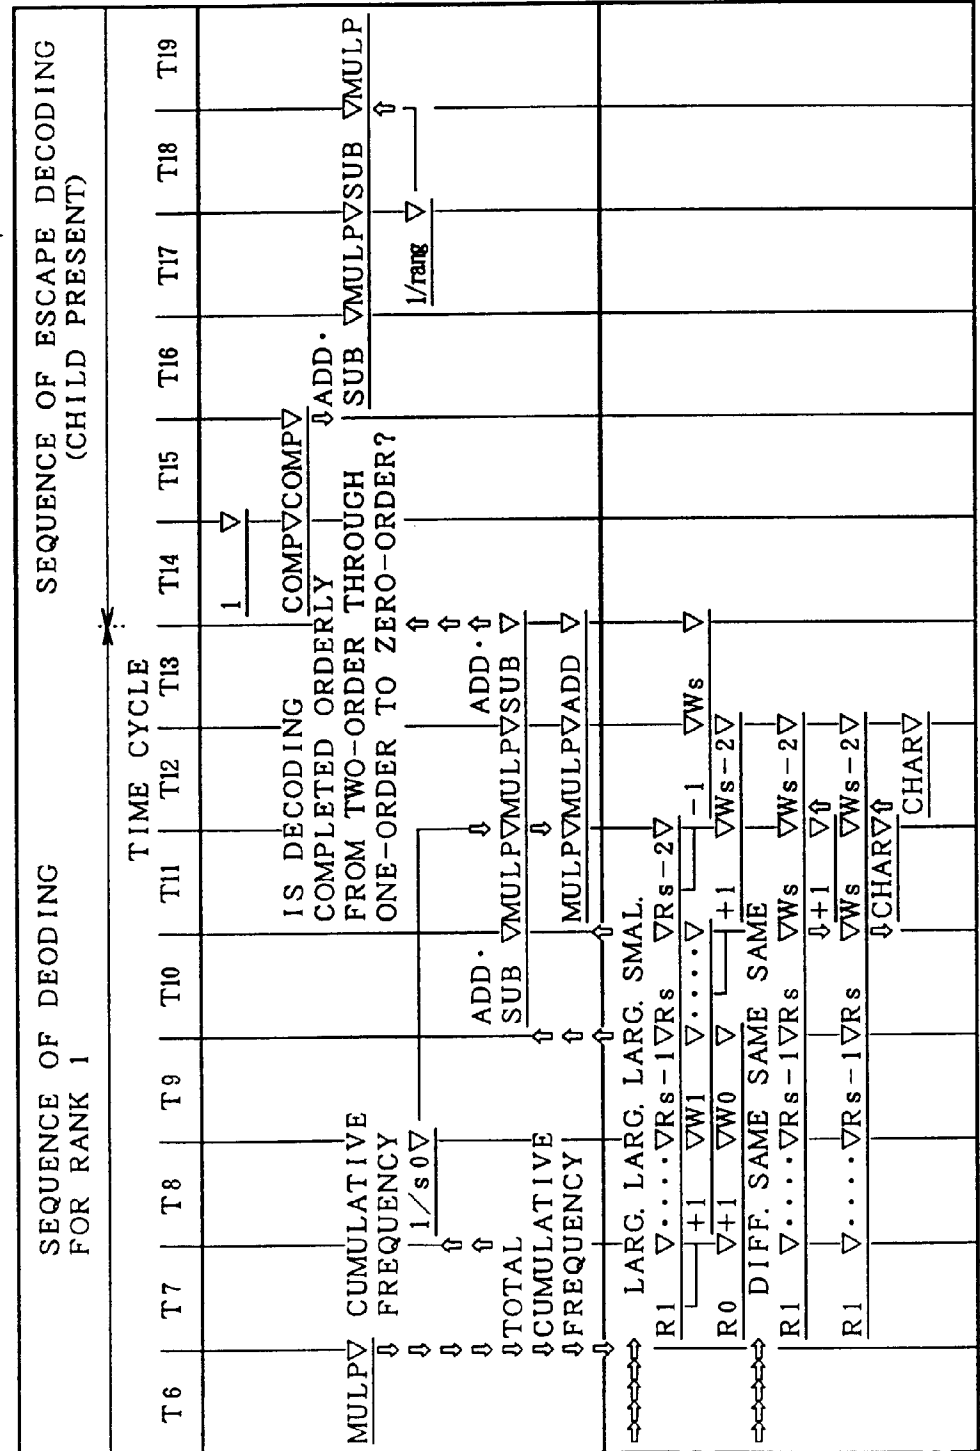 SEQUENCE OF DEODING
FOR RANK 1
SEQUENCE OF ESCAPE DECODING
(CHILD PRESENT)
TIME CYCLE
T6 T7 T8 T9 T10 T11 T12 T13 T14 T15 T16 T17 T18 T19
1 ▽
IS DECODING
COMPLETED ORDERLY
FROM TWO-ORDER THROUGH
ONE-ORDER TO ZERO-ORDER?
COMP▽COMP▽
⇩ADD·
SUB ▽MULP▽SUB ▽MULP
1/rang ▽
MULP▽ CUMULATIVE
FREQUENCY
1/s0▽
ADD·
SUB ▽MULP▽MULP▽SUB ▽
ADD·
⇩TOTAL
⇩CUMULATIVE
⇩FREQUENCY
CUMULATIVE
FREQUENCY
MULP▽MULP▽ADD ▽
LARG. LARG. LARG. LARG. SMAL.
R1 ▽·····▽Rs-1▽Rs ▽Rs-2▽
+1 ▽W1 ▽·····▽ -1 ▽Ws ▽
R0 ▽+1 ▽W0 ▽ +1 ▽Ws-2▽
DIFF. SAME SAME SAME SAME
R1 ▽·····▽Rs-1▽Rs ▽Ws ▽Ws-2▽
⇩+1 ▽⇧
R1 ▽·····▽Rs-1▽Rs ▽Ws ▽Ws-2▽
⇩CHAR▽⇧
CHAR▽